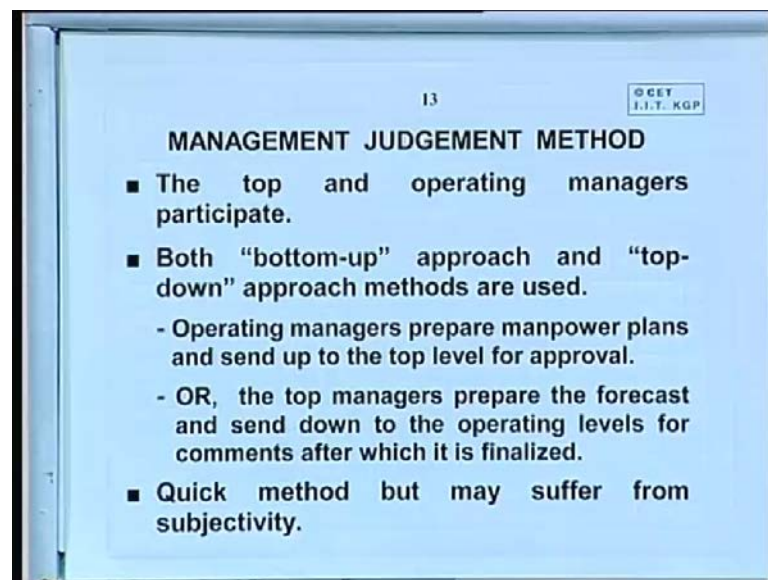 13
© CET
I.I.T. KGP
MANAGEMENT JUDGEMENT METHOD
■ The top and operating managers
participate.
■ Both “bottom-up” approach and “top-
down” approach methods are used.
- Operating managers prepare manpower plans
and send up to the top level for approval.
- OR, the top managers prepare the forecast
and send down to the operating levels for
comments after which it is finalized.
■ Quick method but may suffer from
subjectivity.